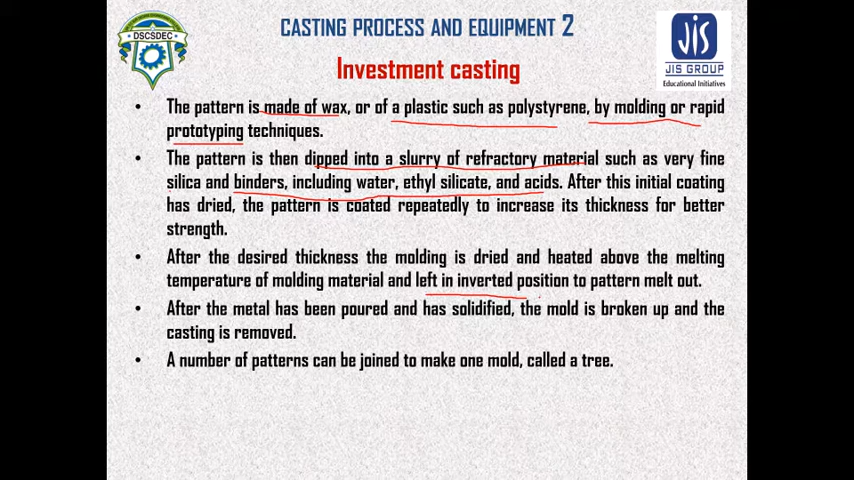 CASTING PROCESS AND EQUIPMENT 2
DSCSDEC
JIS
JIS GROUP
Educational Initiatives
Investment casting
• The pattern is made of wax, or of a plastic such as polystyrene, by molding or rapid
prototyping techniques.
• The pattern is then dipped into a slurry of refractory material such as very fine
silica and binders, including water, ethyl silicate, and acids. After this initial coating
has dried, the pattern is coated repeatedly to increase its thickness for better
strength.
• After the desired thickness the molding is dried and heated above the melting
temperature of molding material and left in inverted position to pattern melt out.
• After the metal has been poured and has solidified, the mold is broken up and the
casting is removed.
• A number of patterns can be joined to make one mold, called a tree.